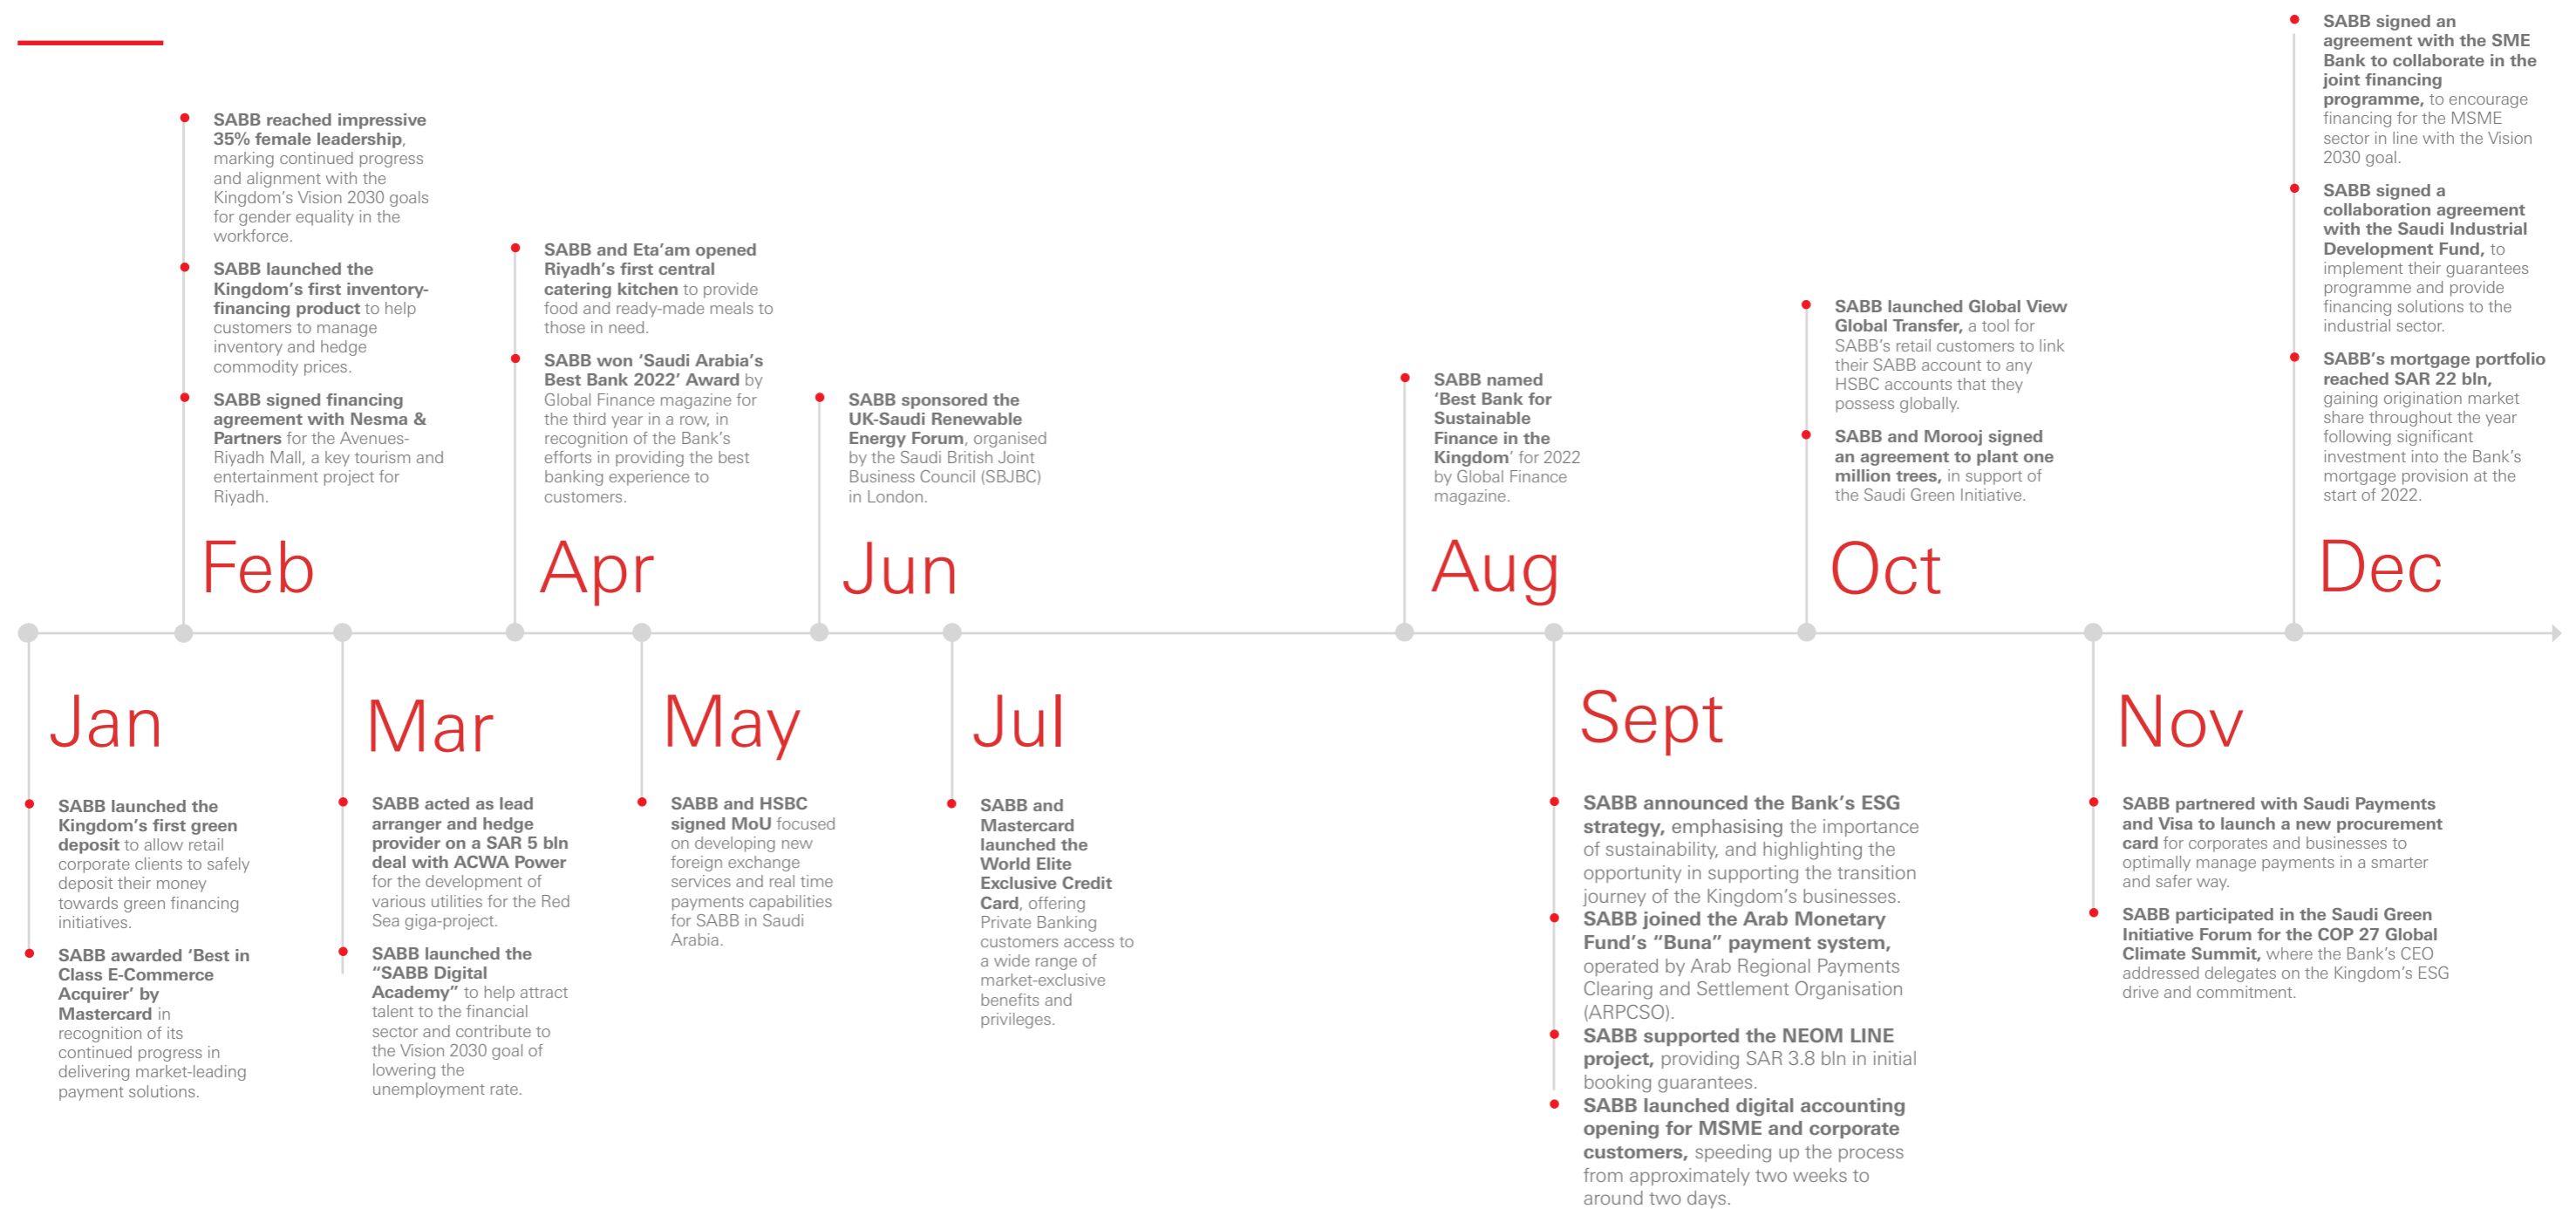 Jan
SABB launched the
Kingdom's first green
deposit to allow retail
corporate clients to safely
deposit their money
towards green financing
initiatives.
SABB awarded ‘Best in
Class E-Commerce
Acquirer’ by
Mastercard in
recognition of its
continued progress in
delivering market-leading
payment solutions.
Feb
SABB reached impressive
35% female leadership,
marking continued progress
and alignment with the
Kingdom's Vision 2030 goals
for gender equality in the
workforce.
SABB launched the
Kingdom's first inventory-
financing product to help
customers to manage
inventory and hedge
commodity prices.
SABB signed financing
agreement with Nesma &
Partners for the Avenues-
Riyadh Mall, a key tourism and
entertainment project for
Riyadh.
Mar
SABB acted as lead
arranger and hedge
provider on a SAR 5 bln
deal with ACWA Power
for the development of
various utilities for the Red
Sea giga-project.
SABB launched the
“SABB Digital
Academy” to help attract
talent to the financial
sector and contribute to
the Vision 2030 goal of
lowering the
unemployment rate.
Apr
SABB and Eta’am opened
Riyadh’s first central
catering kitchen to provide
food and ready-made meals to
those in need.
SABB won ‘Saudi Arabia’s
Best Bank 2022’ Award by
Global Finance magazine for
the third year in a row, in
recognition of the Bank’s
efforts in providing the best
banking experience to
customers.
May
SABB and HSBC
signed MoU focused
on developing new
foreign exchange
services and real time
payments capabilities
for SABB in Saudi
Arabia.
Jun
SABB sponsored the
UK-Saudi Renewable
Energy Forum, organised
by the Saudi British Joint
Business Council (SBJBC)
in London.
Jul
SABB and
Mastercard
launched the
World Elite
Exclusive Credit
Card, offering
Private Banking
customers access to
a wide range of
market-exclusive
benefits and
privileges.
Aug
SABB named
‘Best Bank for
Sustainable
Finance in the
Kingdom’ for 2022
by Global Finance
magazine.
Sept
SABB announced the Bank’s ESG
strategy, emphasising the importance
of sustainability, and highlighting the
opportunity in supporting the transition
journey of the Kingdom’s businesses.
SABB joined the Arab Monetary
Fund’s “Buna” payment system,
operated by Arab Regional Payments
Clearing and Settlement Organisation
(ARPCSO).
SABB supported the NEOM LINE
project, providing SAR 3.8 bln in initial
booking guarantees.
SABB launched digital accounting
opening for MSME and corporate
customers, speeding up the process
from approximately two weeks to
around two days.
Oct
SABB launched Global View
Global Transfer, a tool for
SABB’s retail customers to link
their SABB account to any
HSBC accounts that they
possess globally.
SABB and Morooj signed
an agreement to plant one
million trees, in support of
the Saudi Green Initiative.
Nov
SABB partnered with Saudi Payments
and Visa to launch a new procurement
card for corporates and businesses to
optimally manage payments in a smarter
and safer way.
SABB participated in the Saudi Green
Initiative Forum for the COP 27 Global
Climate Summit, where the Bank’s CEO
addressed delegates on the Kingdom’s ESG
drive and commitment.
Dec
SABB signed an
agreement with the SME
Bank to collaborate in the
joint financing
programme, to encourage
financing for the MSME
sector in line with the Vision
2030 goal.
SABB signed a
collaboration agreement
with the Saudi Industrial
Development Fund, to
implement their guarantees
programme and provide
financing solutions to the
industrial sector.
SABB’s mortgage portfolio
reached SAR 22 bln,
gaining origination market
share throughout the year
following significant
investment into the Bank’s
mortgage provision at the
start of 2022.